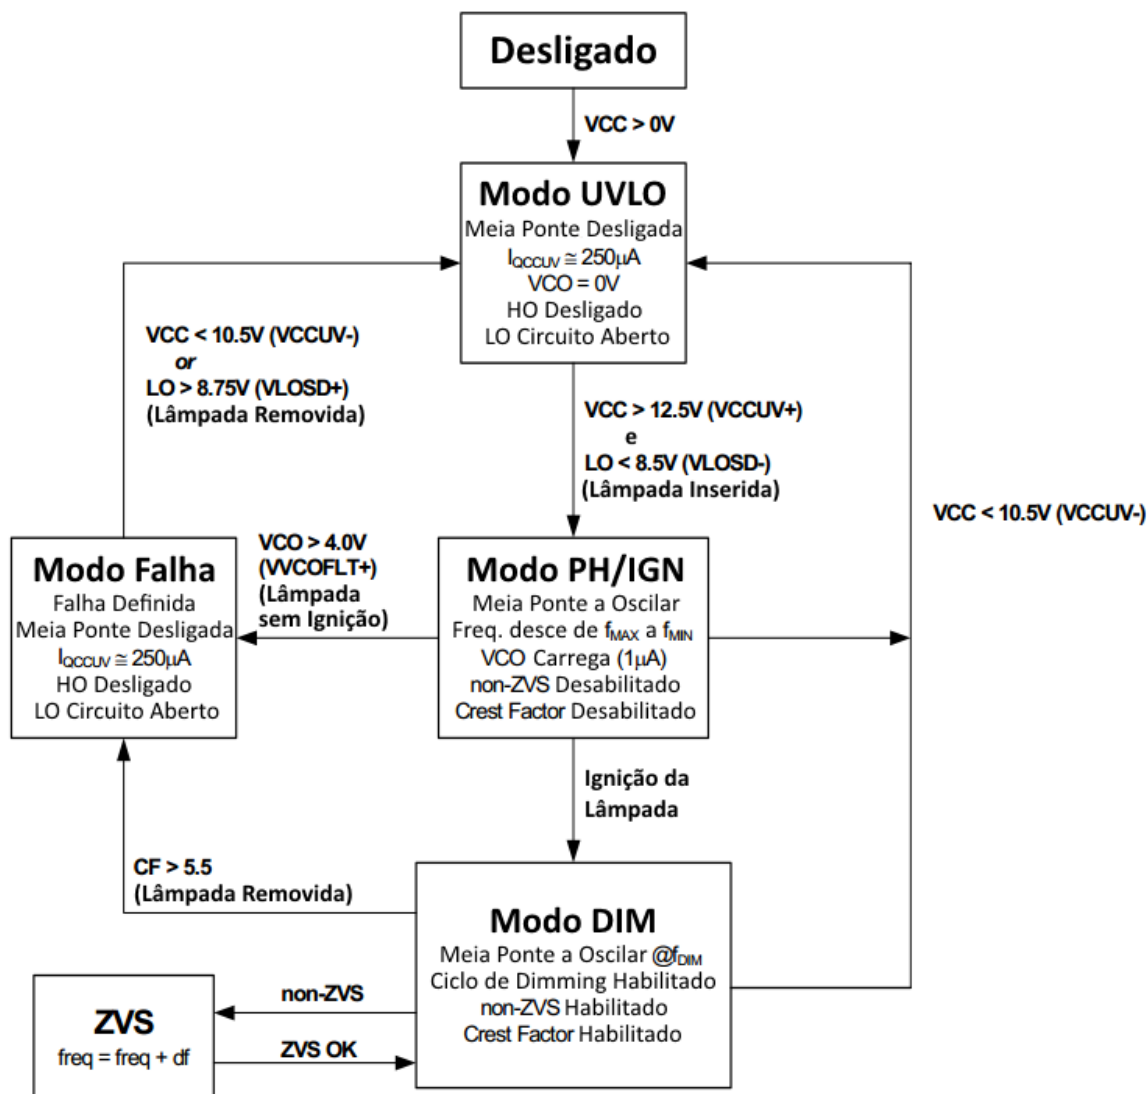 Desligado
VCC > 0V
Modo UVLO
Meia Ponte Desligada
IQCCUV ≅ 250µA
VCO = 0V
HO Desligado
LO Circuito Aberto
VCC < 10.5V (VCCUV-)
or
LO > 8.75V (VLOSD+)
(Lâmpada Removida)
VCC > 12.5V (VCCUV+)
e
LO < 8.5V (VLOSD-)
(Lâmpada Inserida)
VCC < 10.5V (VCCUV-)
Modo Falha
Falha Definida
Meia Ponte Desligada
IQCCUV ≅ 250µA
HO Desligado
LO Circuito Aberto
VCO > 4.0V
(VVCOFLT+)
(Lâmpada
sem Ignição)
Modo PH/IGN
Meia Ponte a Oscilar
Freq. desce de fMAX a fMIN
VCO Carrega (1µA)
non-ZVS Desabilitado
Crest Factor Desabilitado
Ignição da
Lâmpada
CF > 5.5
(Lâmpada Removida)
Modo DIM
Meia Ponte a Oscilar @fDIM
Ciclo de Dimming Habilitado
non-ZVS Habilitado
Crest Factor Habilitado
non-ZVS
ZVS OK
ZVS
freq = freq + df